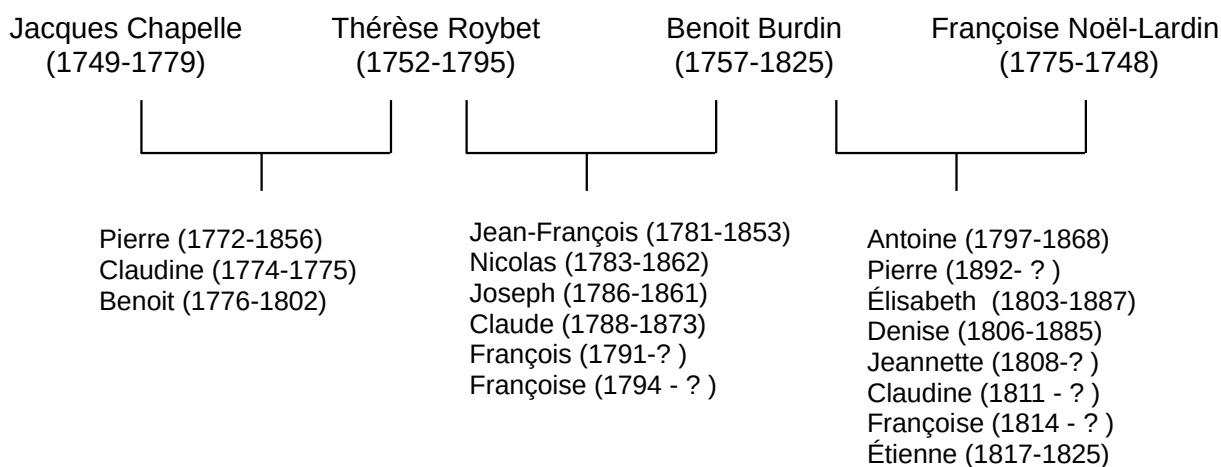 Jacques Chapelle
(1749-1779)
Thérèse Roybet
(1752-1795)
Benoit Burdin
(1757-1825)
Françoise Noël-Lardin
(1775-1748)
Pierre (1772-1856)
Claudine (1774-1775)
Benoit (1776-1802)
Jean-François (1781-1853)
Nicolas (1783-1862)
Joseph (1786-1861)
Claude (1788-1873)
François (1791-? )
Françoise (1794 - ? )
Antoine (1797-1868)
Pierre (1892- ? )
Élisabeth  (1803-1887)
Denise (1806-1885)
Jeannette (1808-? )
Claudine (1811 - ? )
Françoise (1814 - ? )
Étienne (1817-1825)